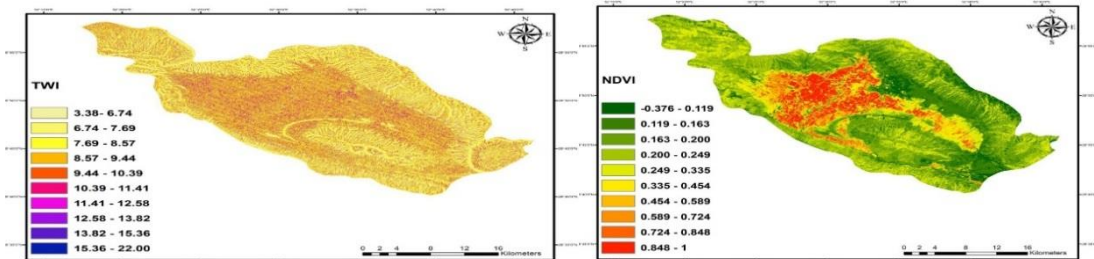 N
W E
S
TWI
3.38- 6.74
6.74 - 7.69
7.69 - 8.57
8.57 - 9.44
9.44 - 10.39
10.39 - 11.41
11.41 - 12.58
12.58 - 13.82
13.82 - 15.36
15.36 - 22.00
0 2 4 8 12 16
Kilometers
N
W E
S
NDVI
-0.376 - 0.119
0.119 - 0.163
0.163 - 0.200
0.200 - 0.249
0.249 - 0.335
0.335 - 0.454
0.454 - 0.589
0.589 - 0.724
0.724 - 0.848
0.848 - 1
0 2 4 8 12 16
Kilometers